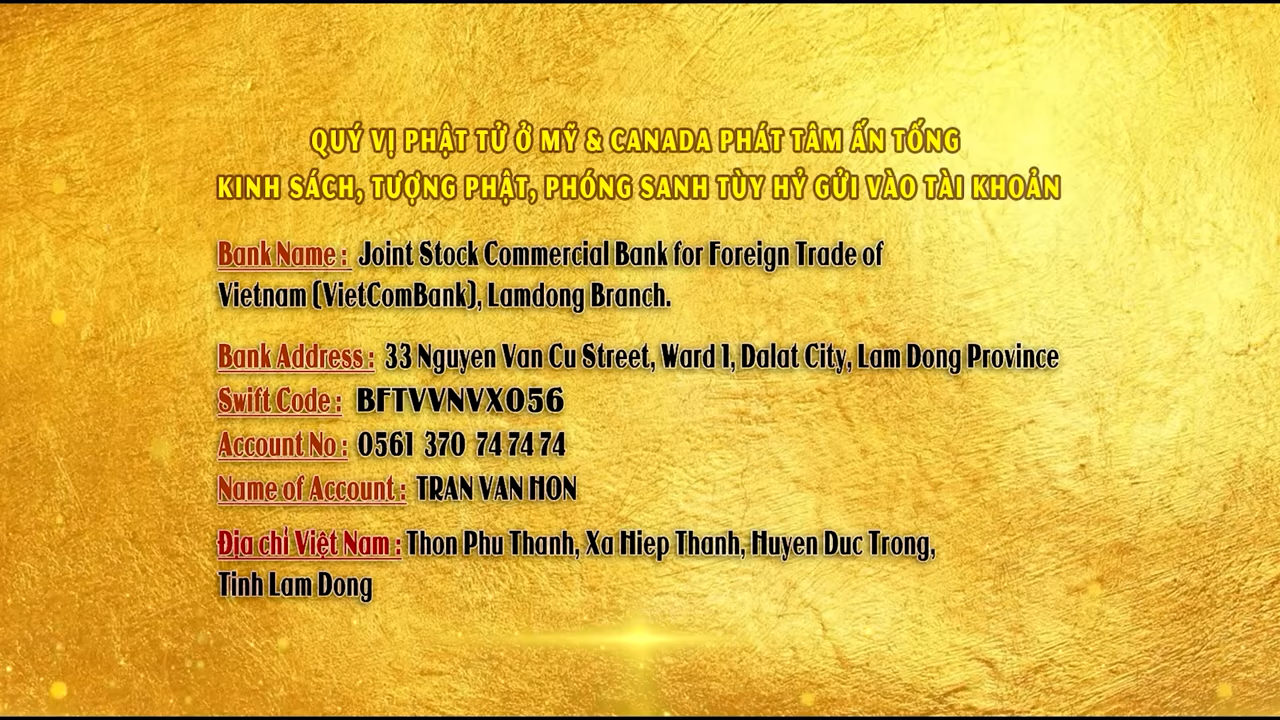 QUÝ VỊ PHẬT TỬ Ở MỸ & CANADA PHÁT TÂM ẤN TỐNG
KINH SÁCH, TƯỢNG PHẬT, PHÓNG SANH TÙY HỶ GỬI VÀO TÀI KHOẢN
Bank Name : Joint Stock Commercial Bank for Foreign Trade of
Vietnam (VietComBank), Lamdong Branch.
Bank Address : 33 Nguyen Van Cu Street, Ward 1, Dalat City, Lam Dong Province
Swift Code : BFTVVNVX056
Account No : 0561 370 74 74 74
Name of Account : TRAN VAN HON
Địa chỉ Việt Nam : Thon Phu Thanh, Xa Hiep Thanh, Huyen Duc Trong,
Tinh Lam Dong